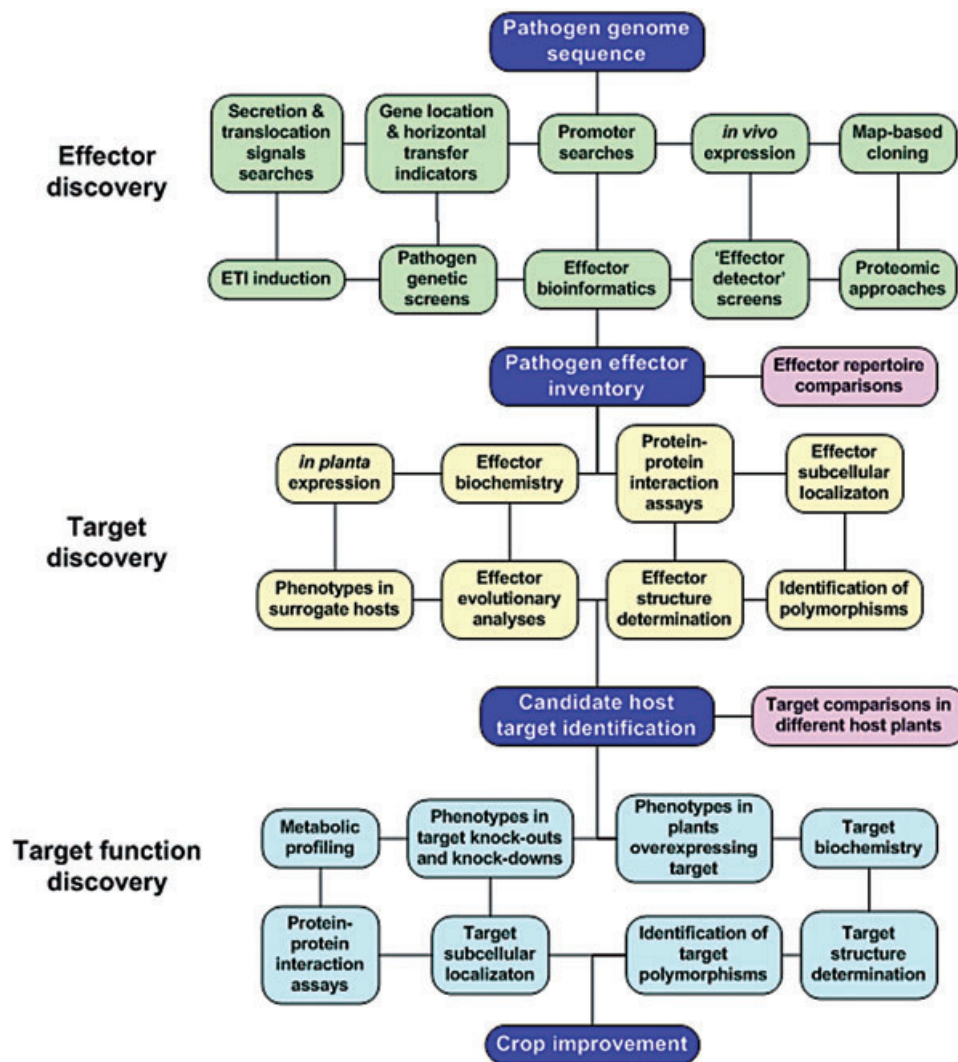 Pathogen genome
sequence
Effector
discovery
Secretion &
translocation
signals
searches
Gene location
& horizontal
transfer
indicators
Promoter
searches
in vivo
expression
Map-based
cloning
ETI induction
Pathogen
genetic
screens
Effector
bioinformatics
'Effector
detector'
screens
Proteomic
approaches
Pathogen effector
inventory
Effector repertoire
comparisons
Target
discovery
in planta
expression
Effector
biochemistry
Protein-
protein
interaction
assays
Effector
subcellular
localizaton
Phenotypes in
surrogate hosts
Effector
evolutionary
analyses
Effector
structure
determination
Identification of
polymorphisms
Candidate host
target identification
Target comparisons in
different host plants
Target function
discovery
Metabolic
profiling
Phenotypes in
target knock-outs
and knock-downs
Phenotypes in
plants
overexpressing
target
Target
biochemistry
Protein-
protein
interaction
assays
Target
subcellular
localizaton
Identification of
target
polymorphisms
Target
structure
determination
Crop improvement